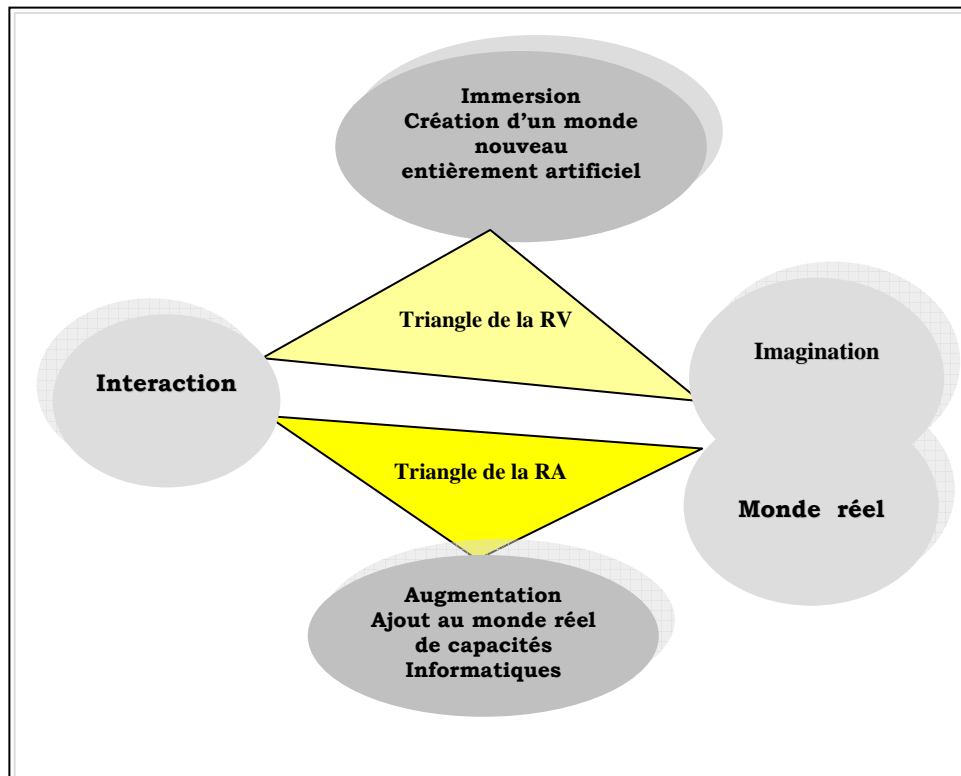 Immersion
Création d’un monde
nouveau
entièrement artificiel
Triangle de la RV
Imagination
Interaction
Triangle de la RA
Monde réel
Augmentation
Ajout au monde réel
de capacités
Informatiques